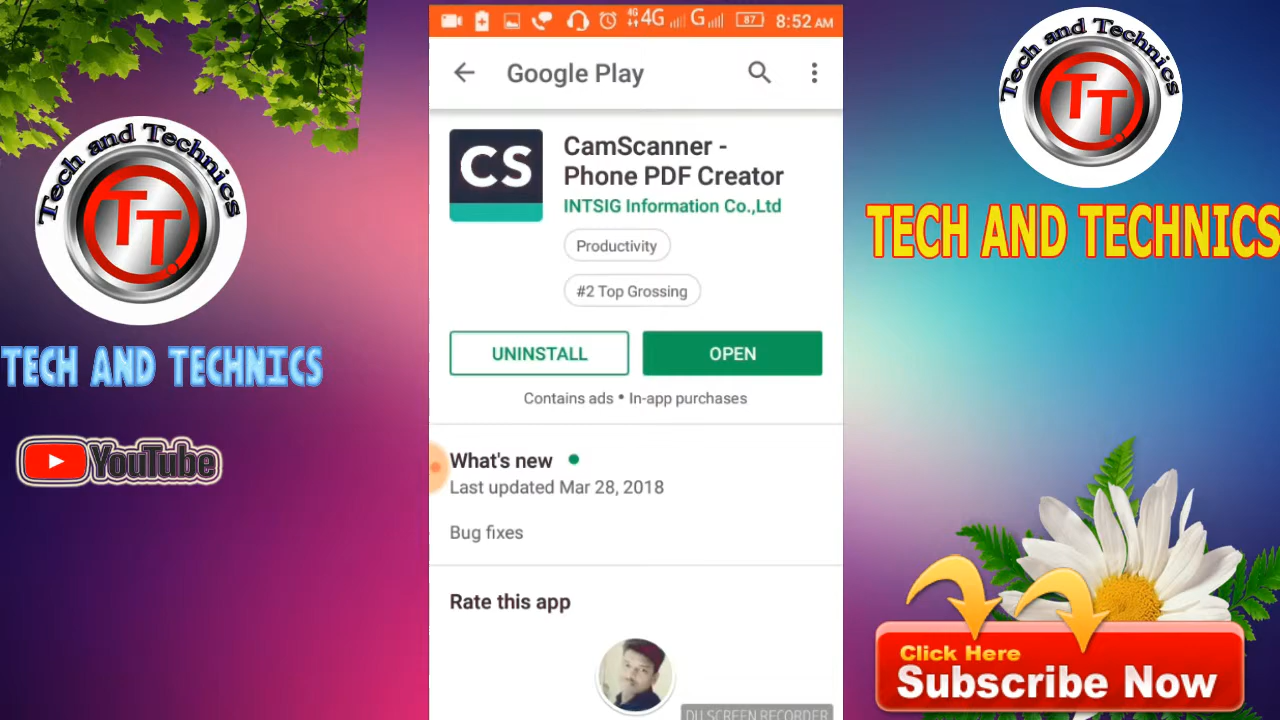 Tech and Technics
TT
TECH AND TECHNICS
YouTube
4G 4G G 87 8:52 AM
Google Play
CS
CamScanner -
Phone PDF Creator
INTSIG Information Co.,Ltd
Productivity
#2 Top Grossing
UNINSTALL
OPEN
Contains ads • In-app purchases
What's new
Last updated Mar 28, 2018
Bug fixes
Rate this app
DU SCREEN RECORDER
Tech and Technics
TT
TECH AND TECHNICS
Click Here
Subscribe Now